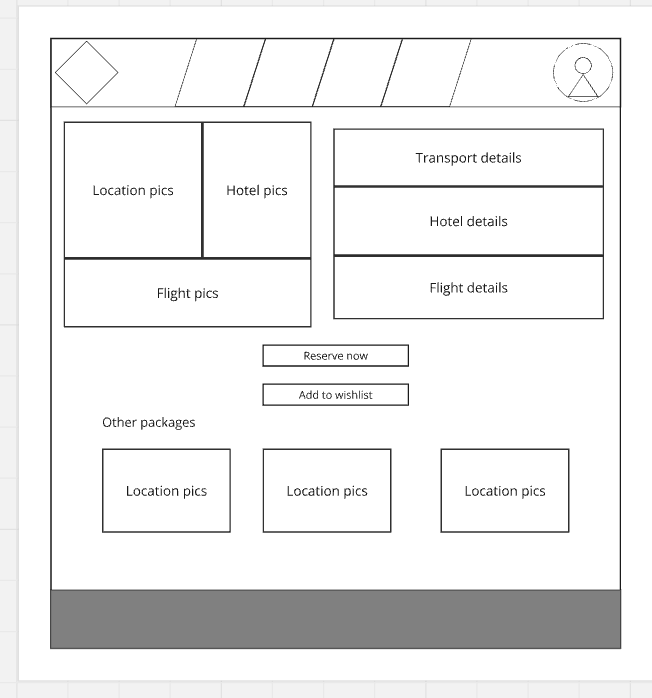 Location pics
Hotel pics
Flight pics
Transport details
Hotel details
Flight details
Reserve now
Add to wishlist
Other packages
Location pics
Location pics
Location pics